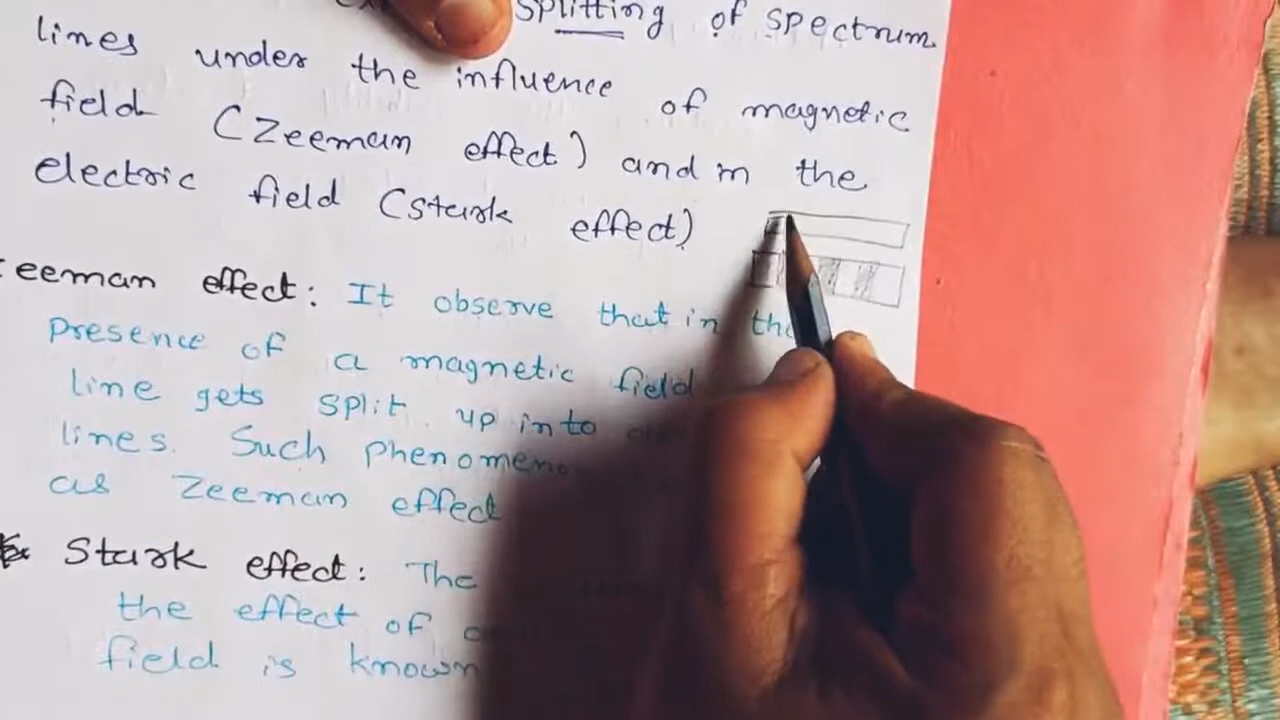 splitting of spectrum
lines under the influence of magnetic
field (Zeeman effect) and in the
electric field (Stark effect)
eeman effect: It observe that in the
presence of a magnetic field
line gets split up into
lines. Such phenomeno
as Zeeman effect
Stark effect: The
the effect of
field is known